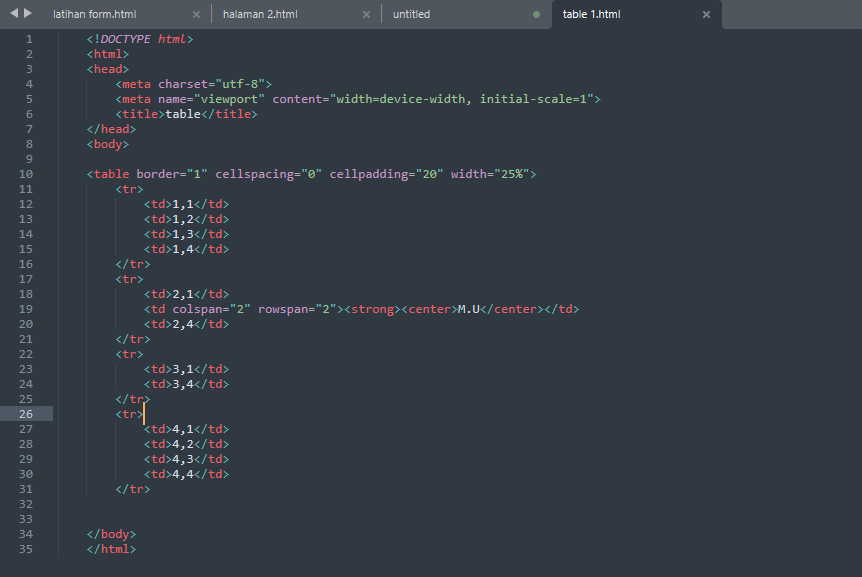 latihan form.html × halaman 2.html × untitled table 1.html ×
1 <!DOCTYPE html>
2 <html>
3 <head>
4 <meta charset="utf-8">
5 <meta name="viewport" content="width=device-width, initial-scale=1">
6 <title>table</title>
7 </head>
8 <body>
9
10 <table border="1" cellspacing="0" cellpadding="20" width="25%">
11 <tr>
12 <td>1,1</td>
13 <td>1,2</td>
14 <td>1,3</td>
15 <td>1,4</td>
16 </tr>
17 <tr>
18 <td>2,1</td>
19 <td colspan="2" rowspan="2"><strong><center>M.U</center></td>
20 <td>2,4</td>
21 </tr>
22 <tr>
23 <td>3,1</td>
24 <td>3,4</td>
25 </tr>
26 <tr>
27 <td>4,1</td>
28 <td>4,2</td>
29 <td>4,3</td>
30 <td>4,4</td>
31 </tr>
32
33
34 </body>
35 </html>